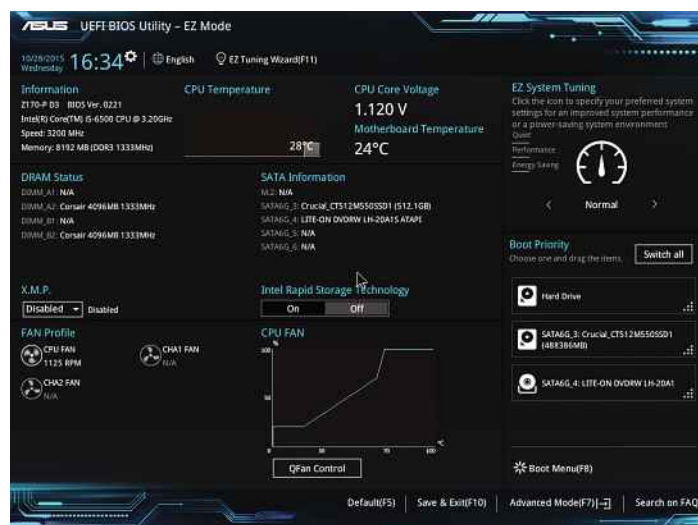 ASUS UEFI BIOS Utility – EZ Mode
10/28/2015
Wednesday
16:34
English
EZ Tuning Wizard(F11)
Information
Z170-P D3 BIOS Ver. 0221
Intel(R) Core(TM) i5-6500 CPU @ 3.20GHz
Speed: 3200 MHz
Memory: 8192 MB (DDR3 1333MHz)
CPU Temperature
28°C
CPU Core Voltage
1.120 V
Motherboard Temperature
24°C
EZ System Tuning
Click the icon to specify your preferred system
settings for an improved system performance
or a power-saving system environment
Quiet
Performance
Energy Saving
Normal
DRAM Status
DIMM_A1: N/A
DIMM_A2: Corsair 4096MB 1333MHz
DIMM_B1: N/A
DIMM_B2: Corsair 4096MB 1333MHz
SATA Information
M.2: N/A
SATA6G_3: Crucial_CT512M550SSD1 (512.1GB)
SATA6G_4: LITE-ON DVDRW LH-20A1S ATAPI
SATA6G_5: N/A
SATA6G_6: N/A
Boot Priority
Choose one and drag the items.
Switch all
Hard Drive
SATA6G_3: Crucial_CT512M550SSD1
(488386MB)
SATA6G_4: LITE-ON DVDRW LH-20A1
X.M.P.
Disabled Disabled
Intel Rapid Storage Technology
On Off
FAN Profile
CPU FAN
1125 RPM
CHA1 FAN
N/A
CHA2 FAN
N/A
CPU FAN
%
100
50
0 30 70 100
°C
QFan Control
Boot Menu(F8)
Default(F5) Save & Exit(F10) Advanced Mode(F7) Search on FAQ